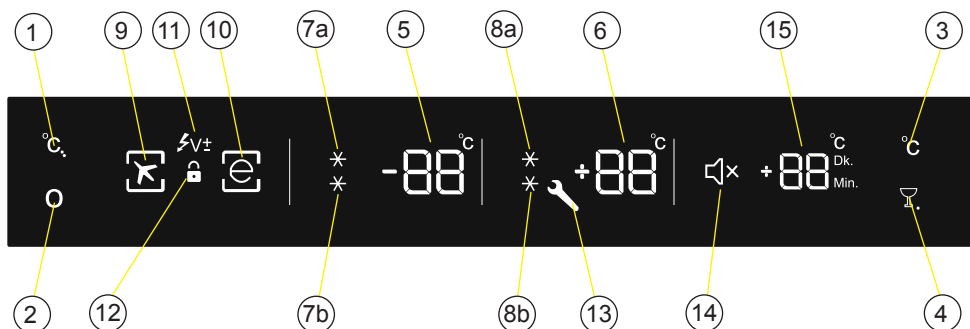 1 9 11 10 7a 5 8a 6 15 3
°C. V± °C °C °C °C
e -88 ÷88 + 88 Dk.
O Min.
2 12 7b 8b 13 14 4